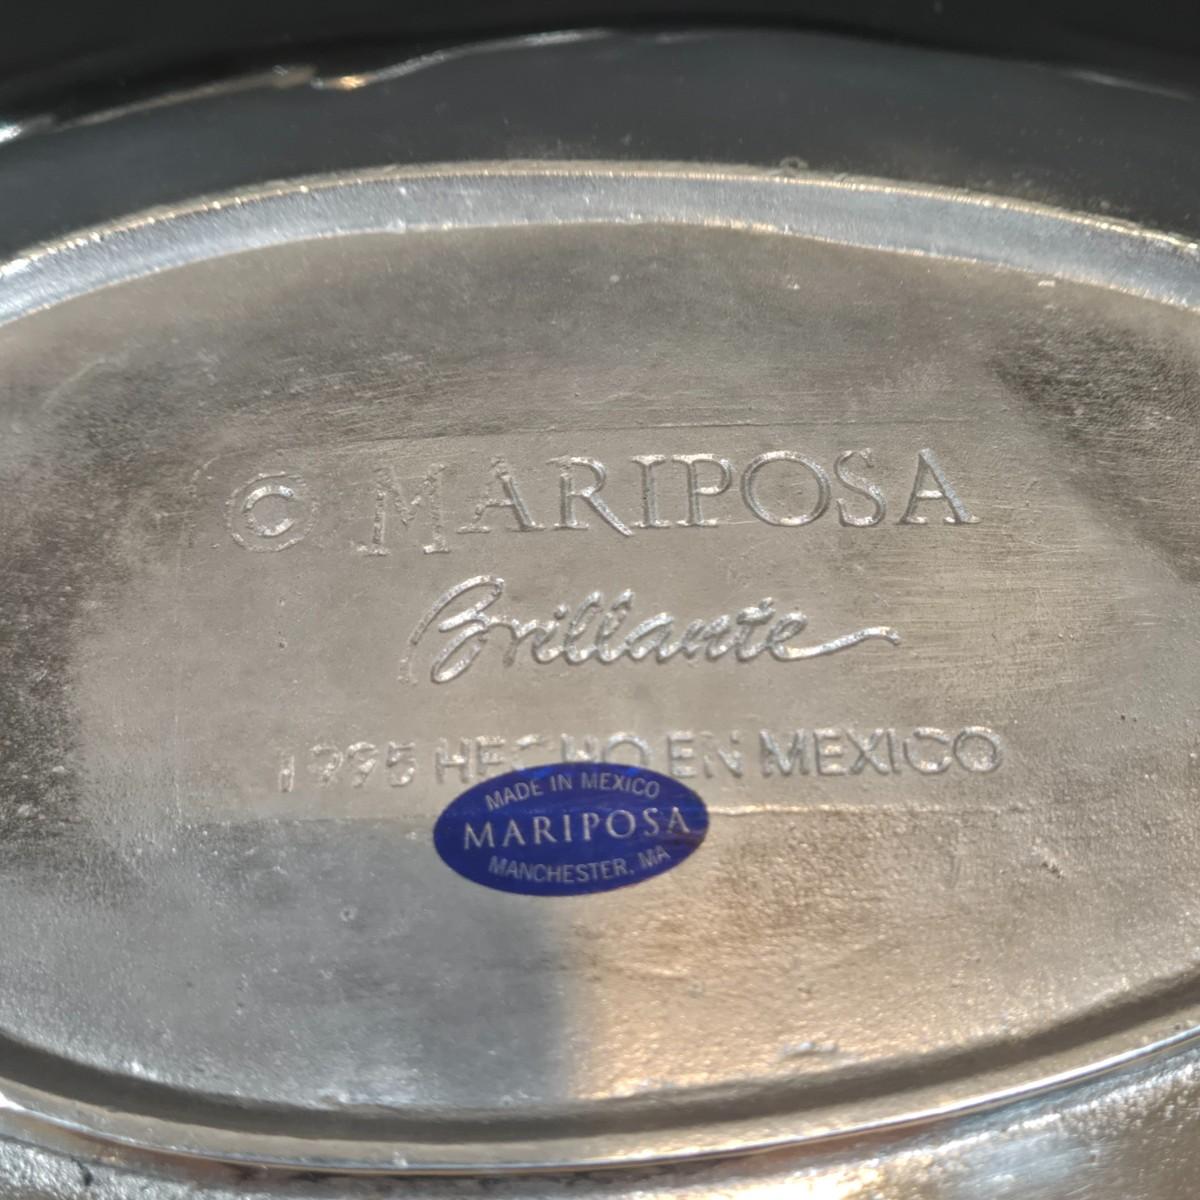 © MARIPOSA
Brillante
1995 HECHO EN MEXICO
MADE IN MEXICO
MARIPOSA
MANCHESTER, MA